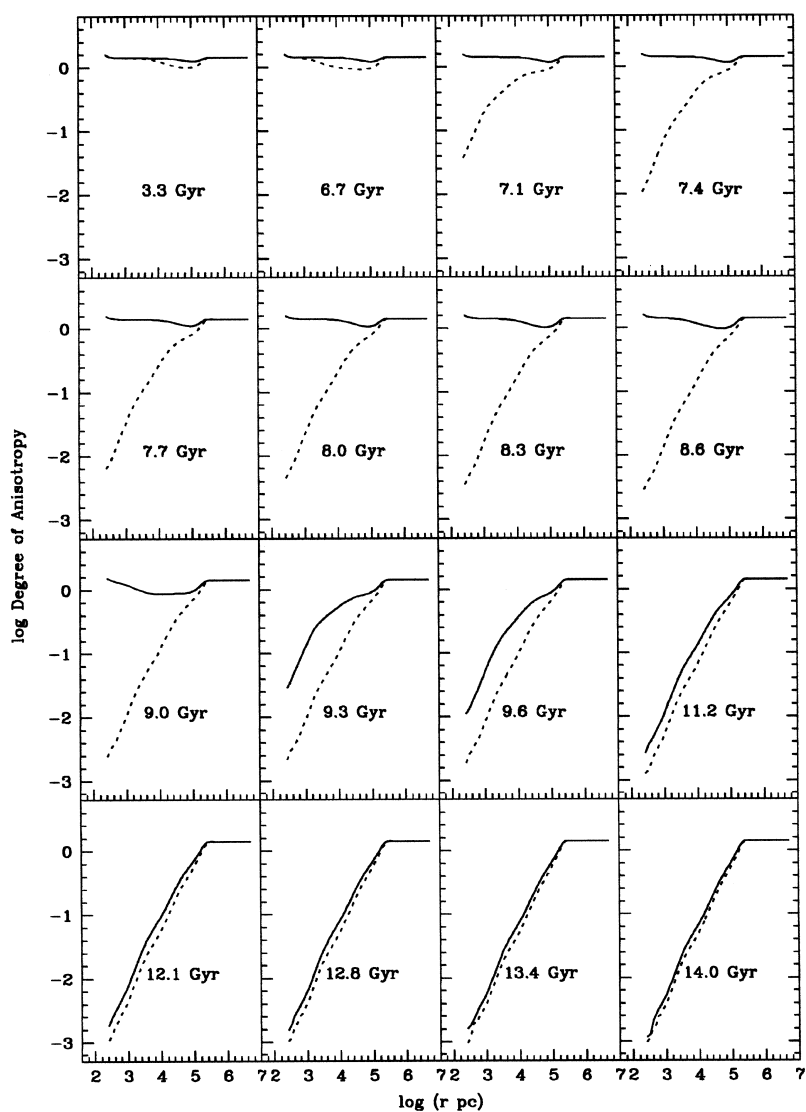 0
-1
-2
-3
3.3 Gyr
6.7 Gyr
7.1 Gyr
7.4 Gyr
0
-1
-2
-3
7.7 Gyr
8.0 Gyr
8.3 Gyr
8.6 Gyr
log Degree of Anisotropy
0
-1
-2
-3
9.0 Gyr
9.3 Gyr
9.6 Gyr
11.2 Gyr
0
-1
-2
-3
12.1 Gyr
12.8 Gyr
13.4 Gyr
14.0 Gyr
2 3 4 5 6 72 3 4 5 6 72 3 4 5 6 72 3 4 5 6 7
log (r pc)